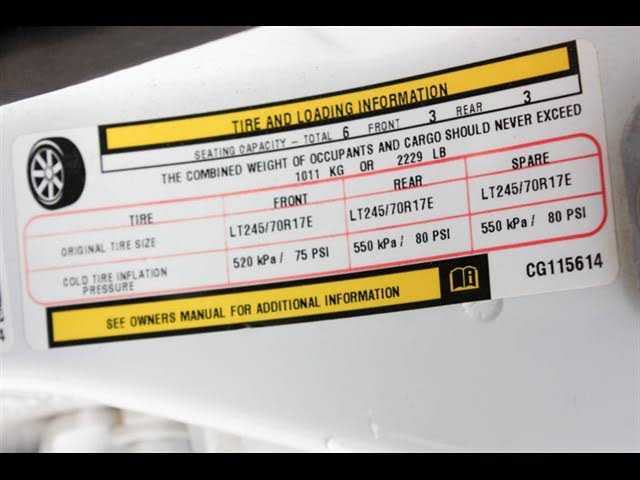 TIRE AND LOADING INFORMATION
SEATING CAPACITY - TOTAL 6 FRONT 3 REAR 3
THE COMBINED WEIGHT OF OCCUPANTS AND CARGO SHOULD NEVER EXCEED
1011 KG OR 2229 LB
TIRE FRONT REAR SPARE
ORIGINAL TIRE SIZE LT245/70R17E LT245/70R17E LT245/70R17E
COLD TIRE INFLATION PRESSURE 520 kPa / 75 PSI 550 kPa / 80 PSI 550 kPa / 80 PSI
SEE OWNERS MANUAL FOR ADDITIONAL INFORMATION
CG115614